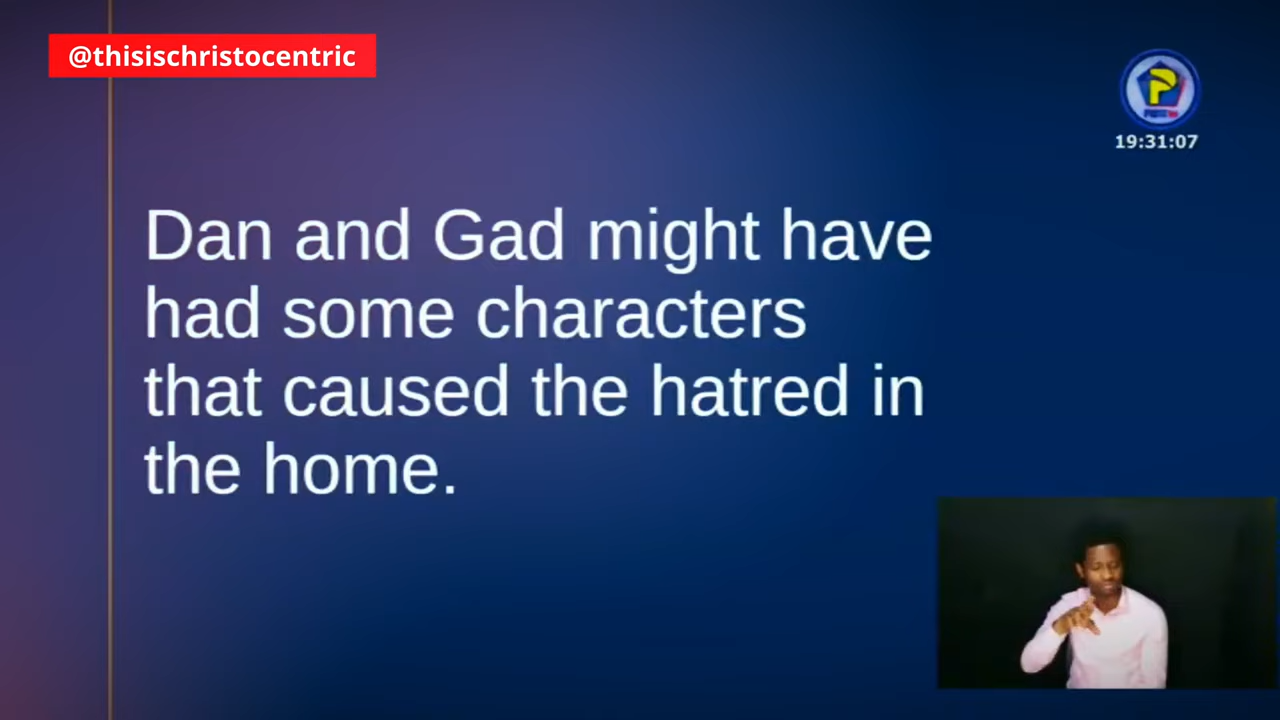 @thisischristocentric
19:31:07
Dan and Gad might have
had some characters
that caused the hatred in
the home.